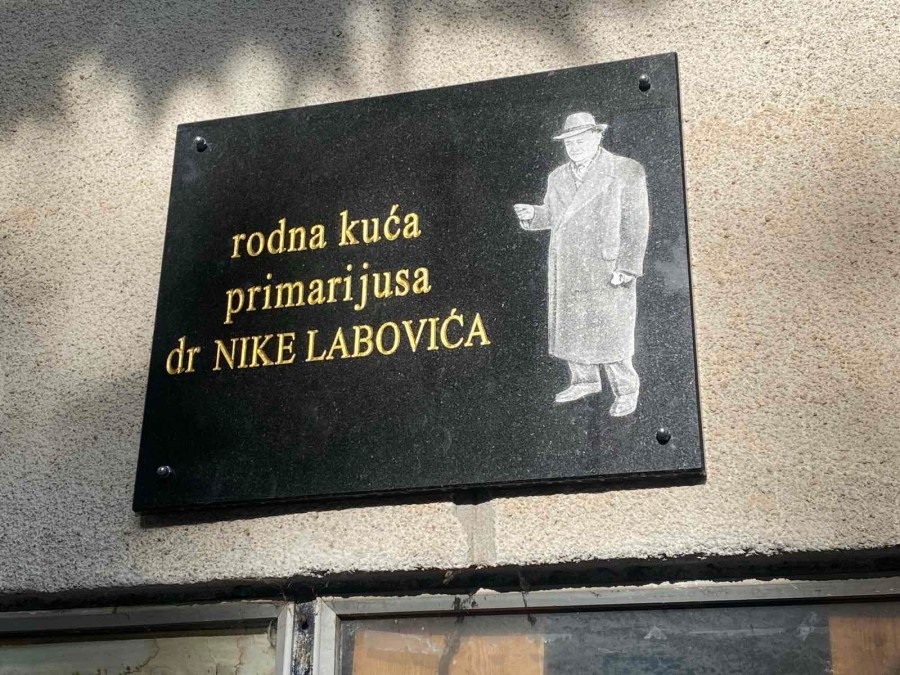 rodna kuća
primarijusa
dr NIKE LABOVIĆA